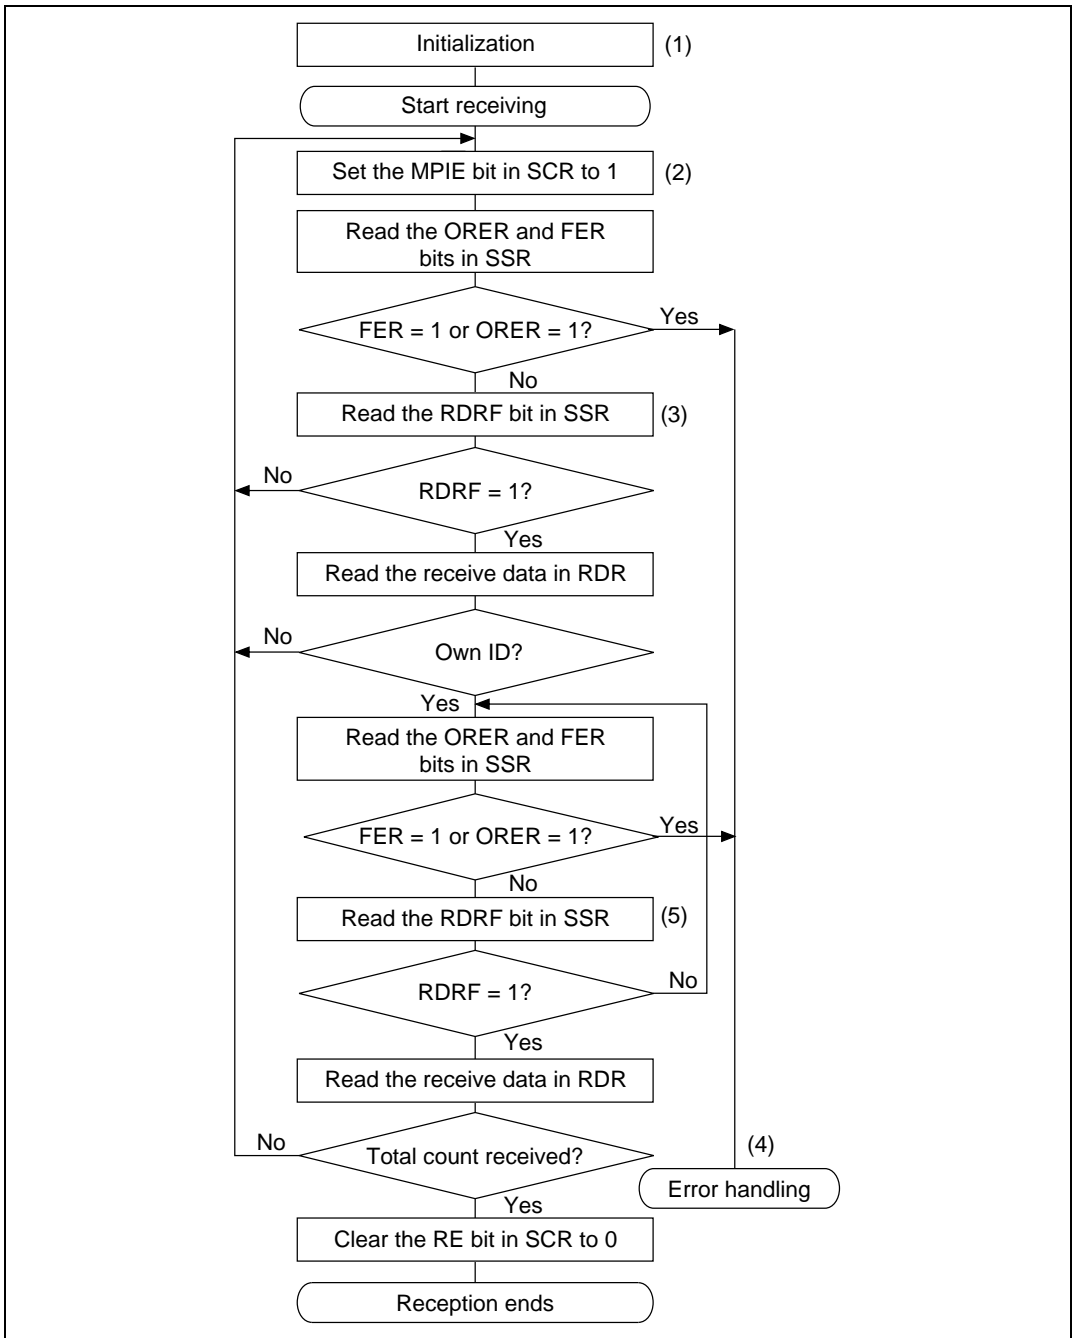 Initialization (1)
Start receiving
Set the MPIE bit in SCR to 1 (2)
Read the ORER and FER
bits in SSR
FER = 1 or ORER = 1? Yes
No
Read the RDRF bit in SSR (3)
No RDRF = 1?
Yes
Read the receive data in RDR
No Own ID?
Yes
Read the ORER and FER
bits in SSR
FER = 1 or ORER = 1? Yes
No
Read the RDRF bit in SSR (5)
RDRF = 1? No
Yes
Read the receive data in RDR
No Total count received? (4)
Error handling
Yes
Clear the RE bit in SCR to 0
Reception ends